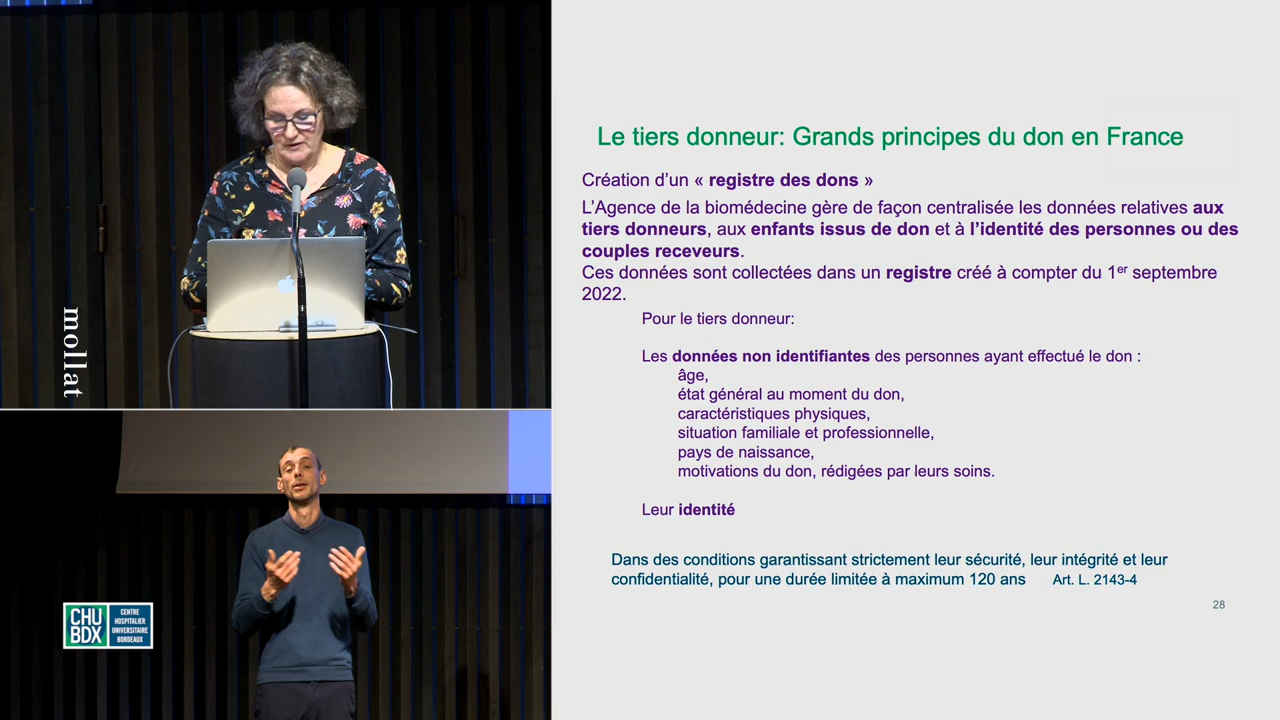 mollat
CHU
BDX
CENTRE
HOSPITALIER
UNIVERSITAIRE
BORDEAUX
Le tiers donneur: Grands principes du don en France
Création d’un « registre des dons »
L’Agence de la biomédecine gère de façon centralisée les données relatives aux
tiers donneurs, aux enfants issus de don et à l’identité des personnes ou des
couples receveurs.
Ces données sont collectées dans un registre créé à compter du 1er septembre
2022.
Pour le tiers donneur:
Les données non identifiantes des personnes ayant effectué le don :
âge,
état général au moment du don,
caractéristiques physiques,
situation familiale et professionnelle,
pays de naissance,
motivations du don, rédigées par leurs soins.
Leur identité
Dans des conditions garantissant strictement leur sécurité, leur intégrité et leur
confidentialité, pour une durée limitée à maximum 120 ans Art. L. 2143-4
28